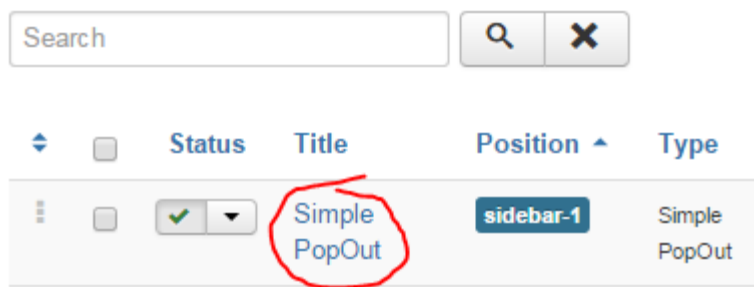 Search
Status Title Position Type
Simple PopOut sidebar-1 Simple PopOut